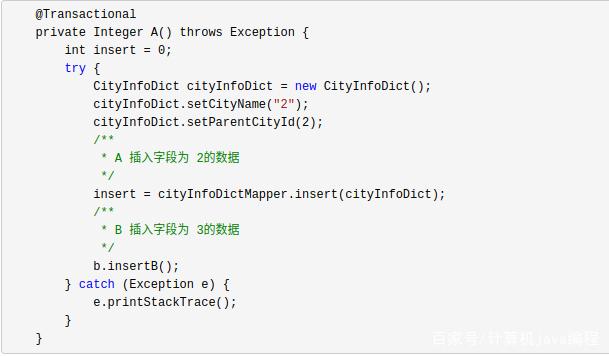 @Transactional
private Integer A() throws Exception {
    int insert = 0;
    try {
        CityInfoDict cityInfoDict = new CityInfoDict();
        cityInfoDict.setCityName("2");
        cityInfoDict.setParentCityId(2);
        /**
         * A 插入字段为 2的数据
         */
        insert = cityInfoDictMapper.insert(cityInfoDict);
        /**
         * B 插入字段为 3的数据
         */
        b.insertB();
    } catch (Exception e) {
        e.printStackTrace();
    }
}
百家号/计算机java编程